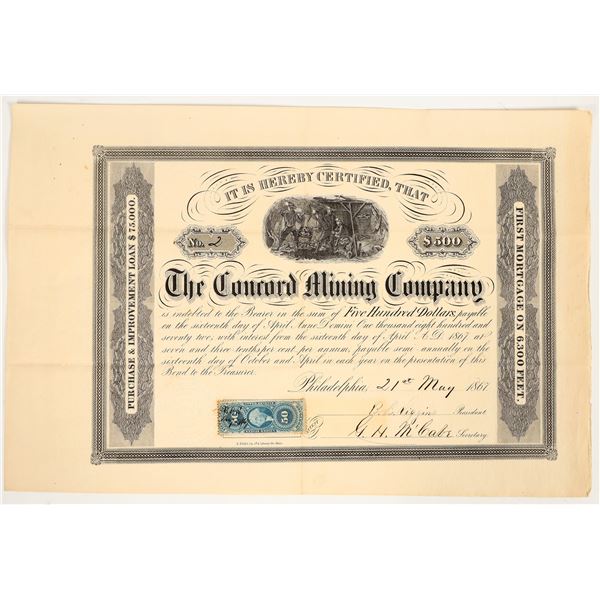 IT IS HEREBY CERTIFIED, THAT
No. 2
$500
The Concord Mining Company
is indebted to the Bearer in the sum of Five Hundred Dollars, payable
on the sixteenth day of April Anno Domini One thousand eight hundred and
seventy two, with interest from the sixteenth day of April A.D. 1867 at
seven and three tenths per cent. per annum, payable semi annually on the
sixteenth day of October and April in each year on the presentation of this
Bond to the Treasurer.
Philadelphia, 21st May 1867
President
G. H. McCabe Secretary
PURCHASE & IMPROVEMENT LOAN $75.000.
FIRST MORTGAGE ON 6300 FEET.
50